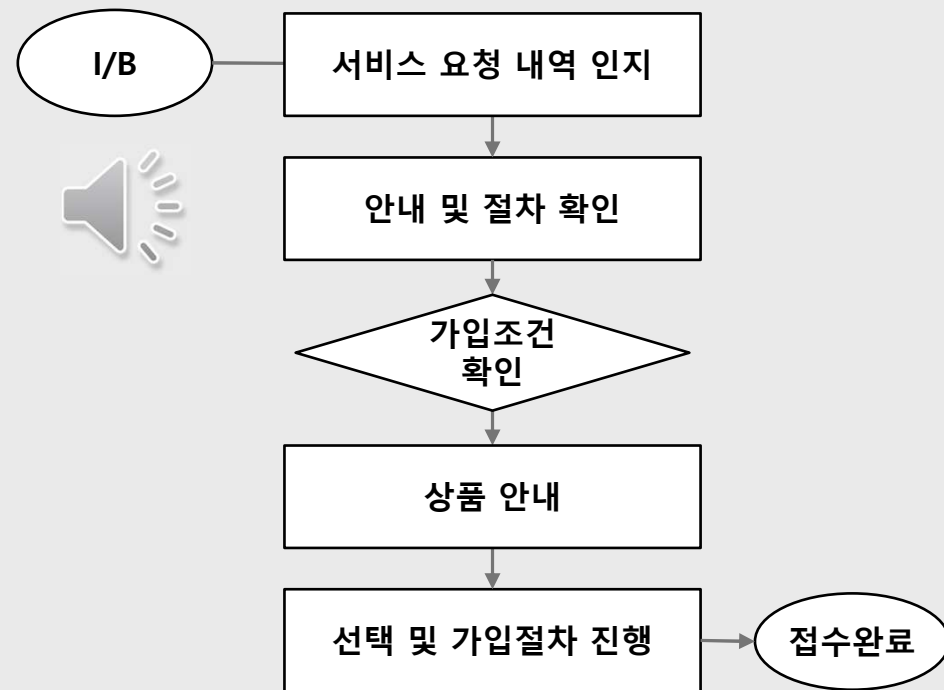 I/B
서비스 요청 내역 인지
안내 및 절차 확인
가입조건
확인
상품 안내
선택 및 가입절차 진행
접수완료